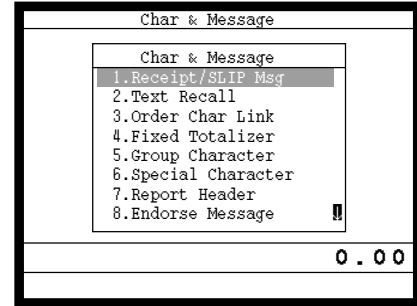 Char & Message
Char & Message
1.Receipt/SLIP Msg
2.Text Recall
3.Order Char Link
4.Fixed Totalizer
5.Group Character
6.Special Character
7.Report Header
8.Endorse Message
0.00